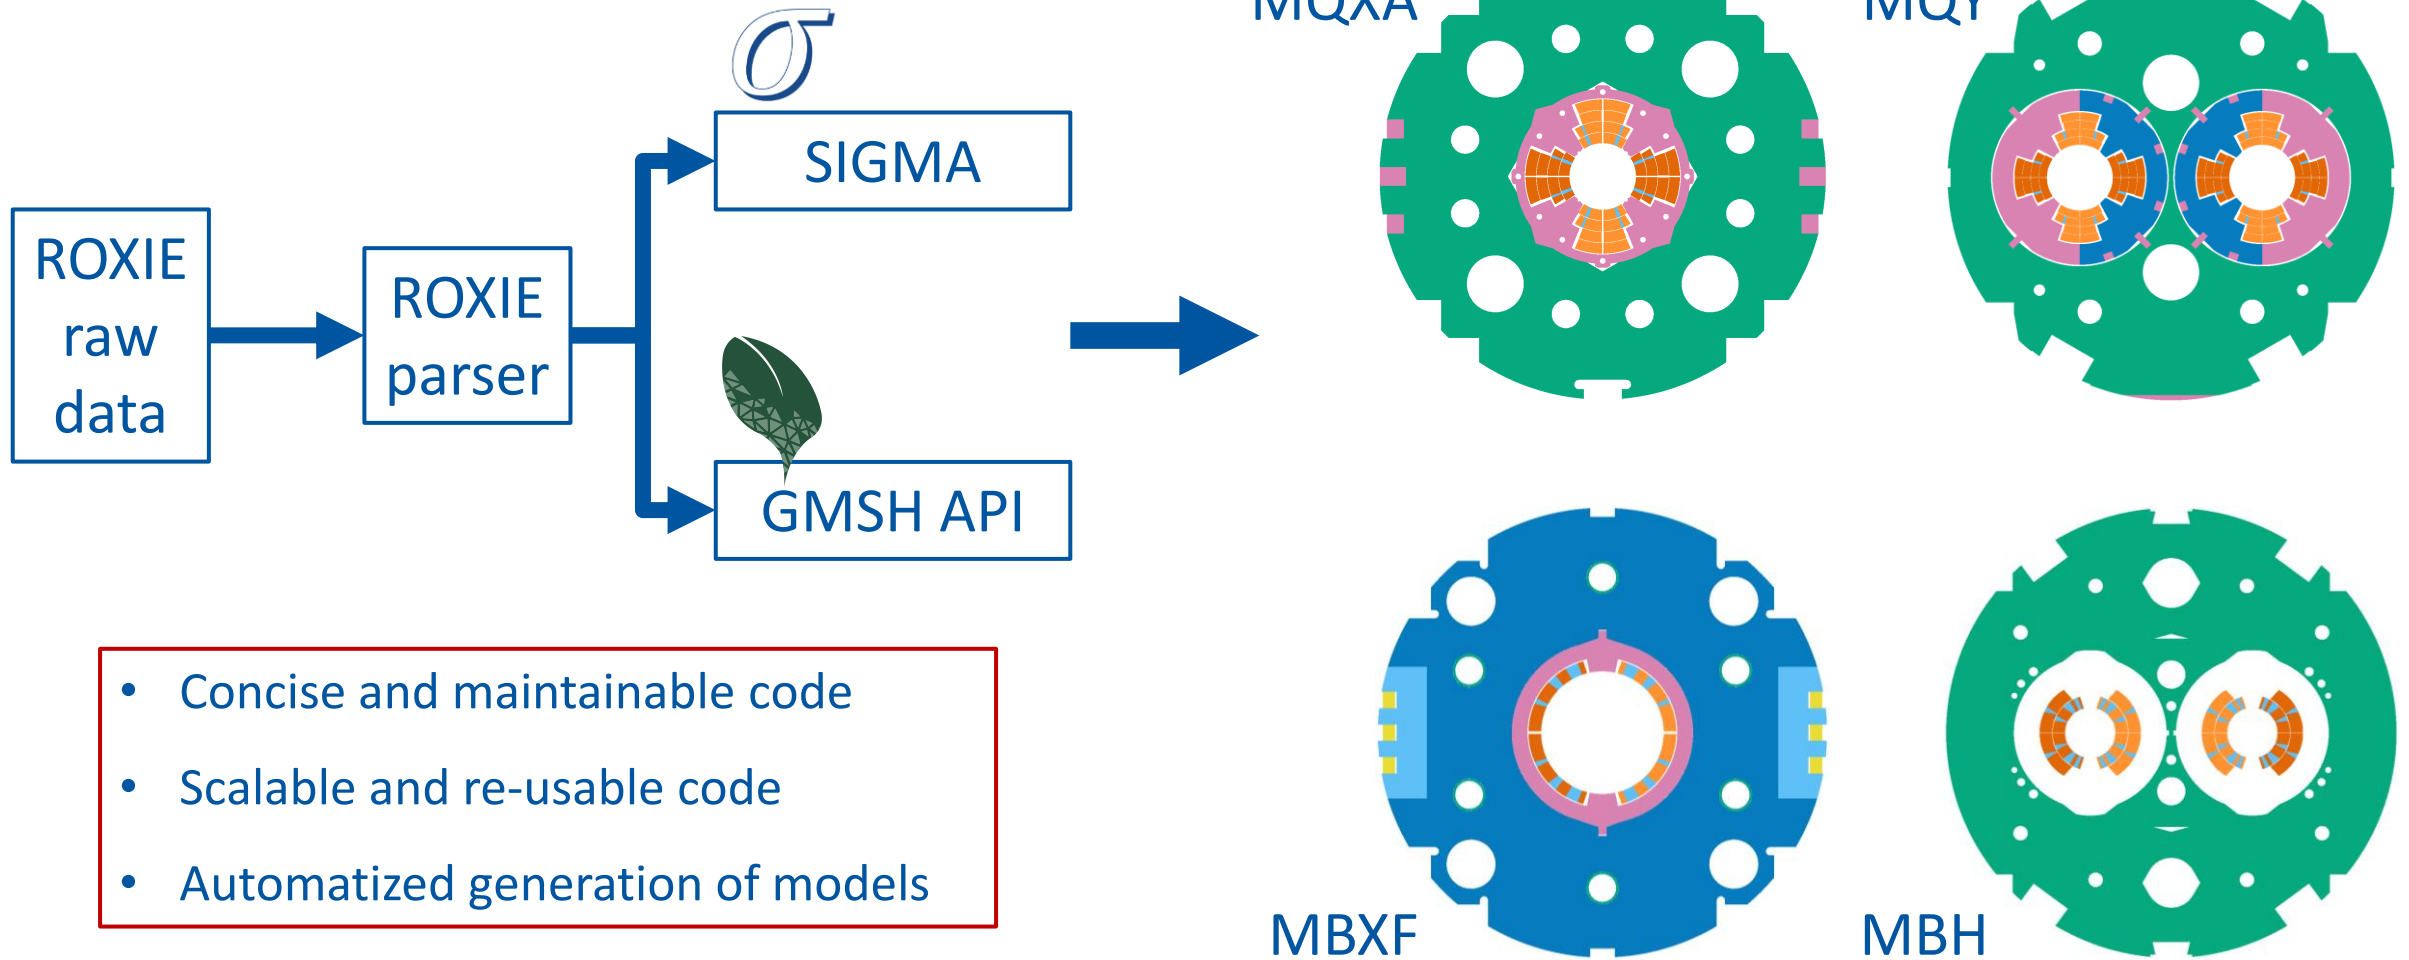 σ
SIGMA
ROXIE
raw
data
ROXIE
parser
GMSH API
• Concise and maintainable code
• Scalable and re-usable code
• Automatized generation of models
MQXA
MQY
MBXF
MBH